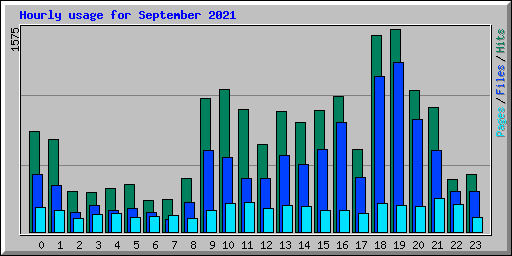 Hourly usage for September 2021
1575
Pages/Files/Hits
0 1 2 3 4 5 6 7 8 9 10 11 12 13 14 15 16 17 18 19 20 21 22 23